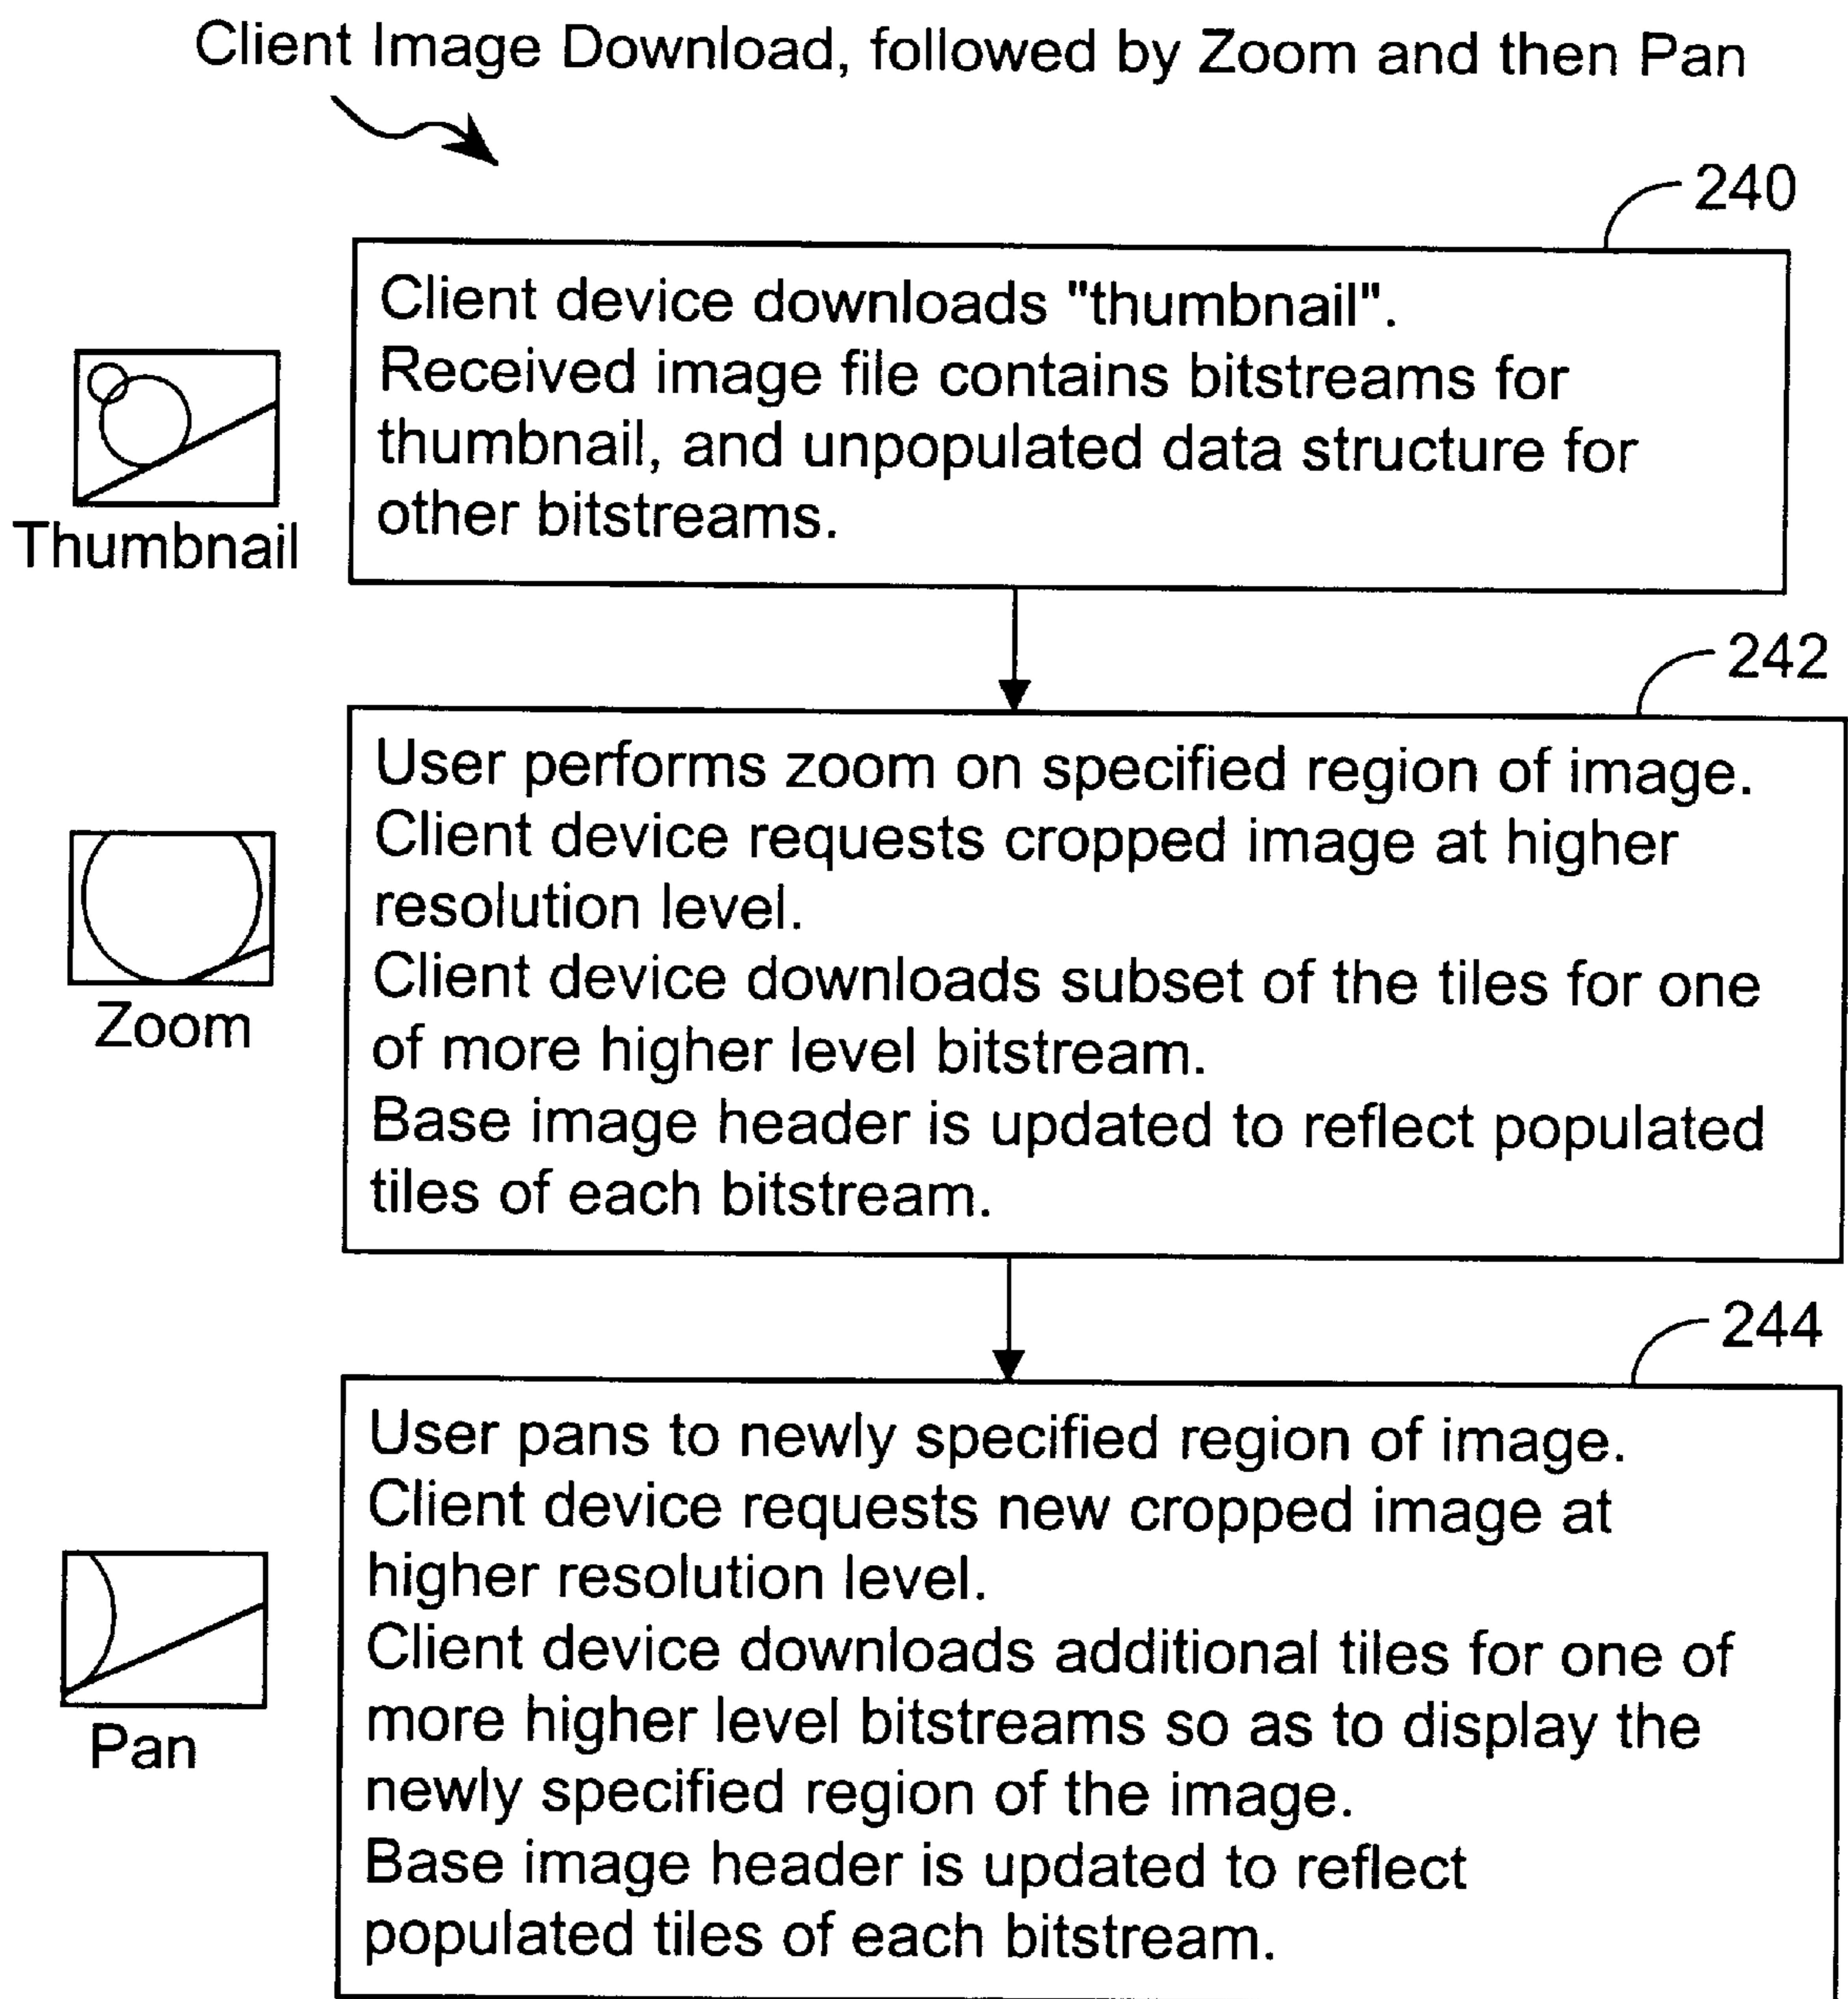 Client Image Download, followed by Zoom and then Pan
240
Client device downloads "thumbnail".
Received image file contains bitstreams for
thumbnail, and unpopulated data structure for
other bitstreams.
Thumbnail
242
User performs zoom on specified region of image.
Client device requests cropped image at higher
resolution level.
Client device downloads subset of the tiles for one
of more higher level bitstream.
Base image header is updated to reflect populated
tiles of each bitstream.
Zoom
244
User pans to newly specified region of image.
Client device requests new cropped image at
higher resolution level.
Client device downloads additional tiles for one of
more higher level bitstreams so as to display the
newly specified region of the image.
Base image header is updated to reflect
populated tiles of each bitstream.
Pan